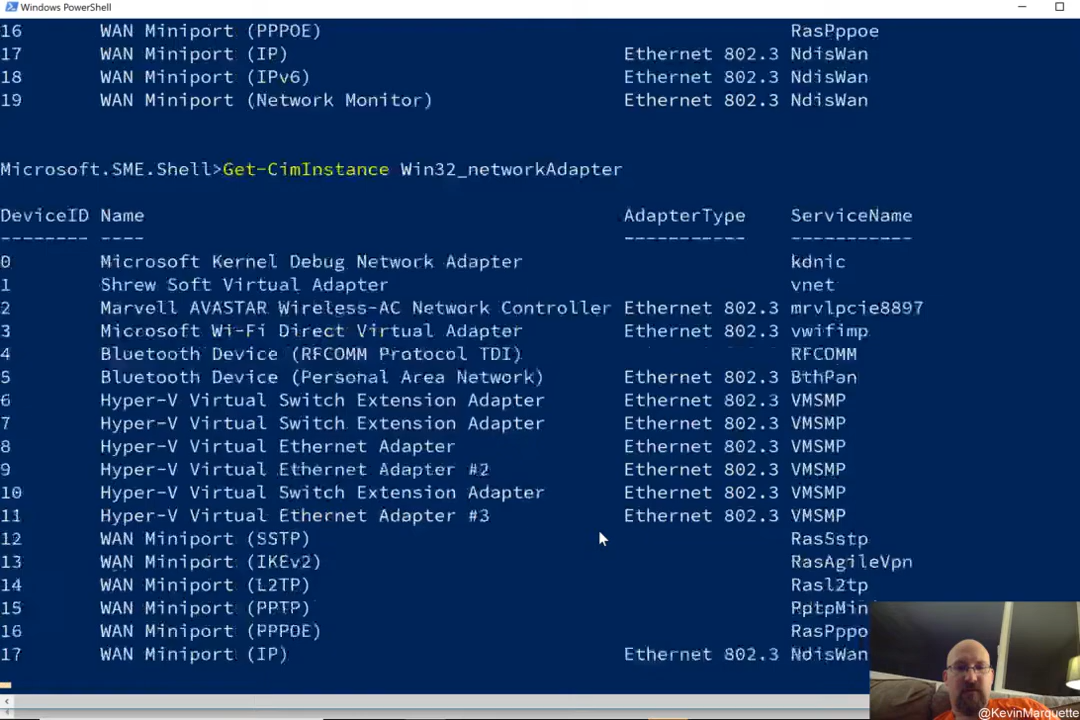 Windows PowerShell
16 WAN Miniport (PPPOE) RasPppoe
17 WAN Miniport (IP) Ethernet 802.3 NdisWan
18 WAN Miniport (IPv6) Ethernet 802.3 NdisWan
19 WAN Miniport (Network Monitor) Ethernet 802.3 NdisWan
Microsoft.SME.Shell>Get-CimInstance Win32_networkAdapter
DeviceID Name AdapterType ServiceName
-------- ---- ----------- -----------
0 Microsoft Kernel Debug Network Adapter kdnic
1 Shrew Soft Virtual Adapter vnet
2 Marvell AVASTAR Wireless-AC Network Controller Ethernet 802.3 mrvlpcie8897
3 Microsoft Wi-Fi Direct Virtual Adapter Ethernet 802.3 vwifimp
4 Bluetooth Device (RFCOMM Protocol TDI) RFCOMM
5 Bluetooth Device (Personal Area Network) Ethernet 802.3 BthPan
6 Hyper-V Virtual Switch Extension Adapter Ethernet 802.3 VMSMP
7 Hyper-V Virtual Switch Extension Adapter Ethernet 802.3 VMSMP
8 Hyper-V Virtual Ethernet Adapter Ethernet 802.3 VMSMP
9 Hyper-V Virtual Ethernet Adapter #2 Ethernet 802.3 VMSMP
10 Hyper-V Virtual Switch Extension Adapter Ethernet 802.3 VMSMP
11 Hyper-V Virtual Ethernet Adapter #3 Ethernet 802.3 VMSMP
12 WAN Miniport (SSTP) RasSstp
13 WAN Miniport (IKEv2) RasAgileVpn
14 WAN Miniport (L2TP) Rasl2tp
15 WAN Miniport (PPTP) PptpMin
16 WAN Miniport (PPPOE) RasPppo
17 WAN Miniport (IP) Ethernet 802.3 NdisWan
@KevinMarquette